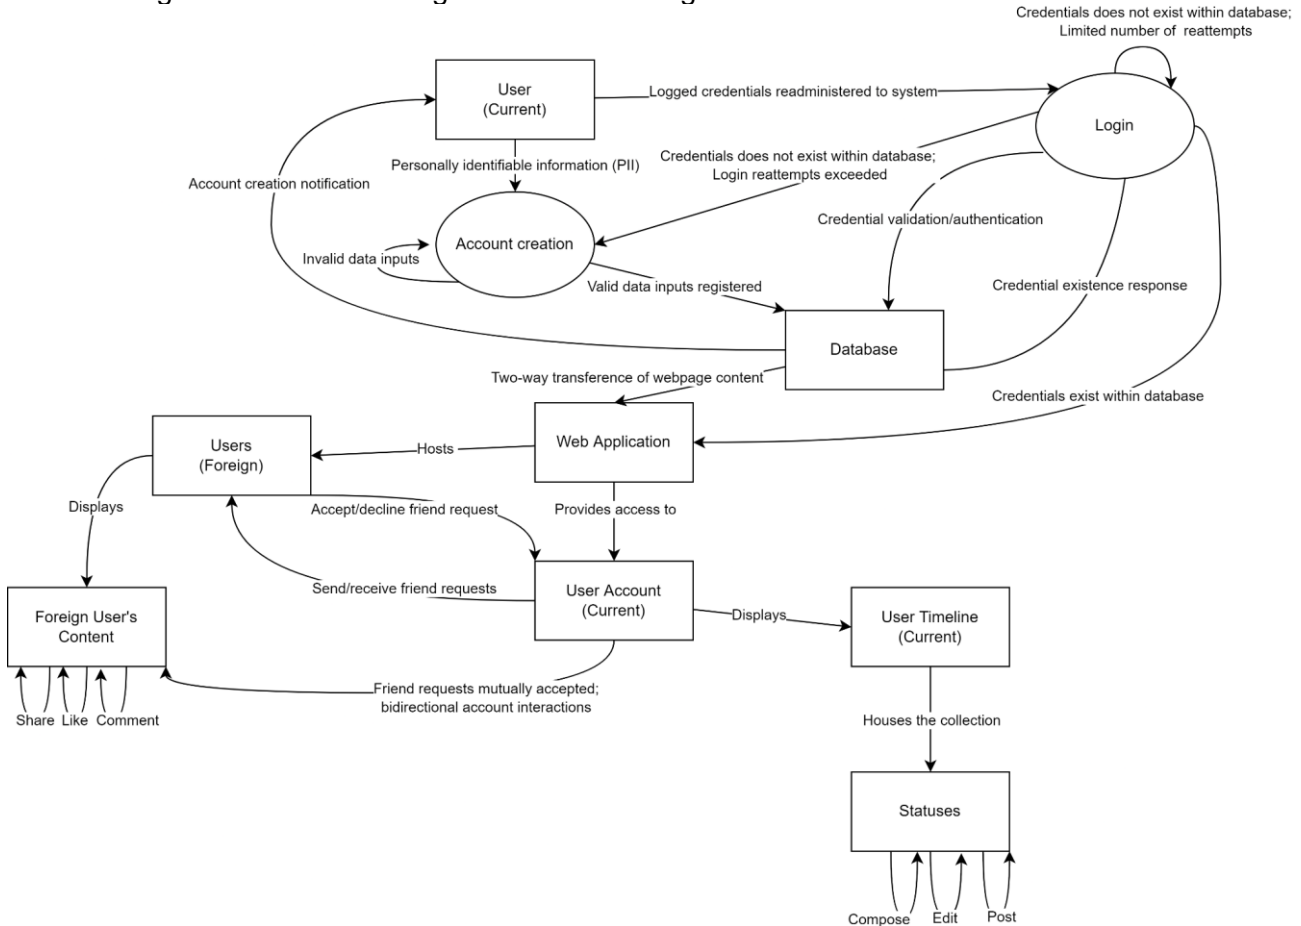 Credentials does not exist within database;
Limited number of reattempts
User
(Current)
Logged credentials readministered to system
Login
Personally identifiable information (PII)
Credentials does not exist within database;
Login reattempts exceeded
Account creation notification
Credential validation/authentication
Account creation
Invalid data inputs
Valid data inputs registered
Credential existence response
Database
Two-way transference of webpage content
Credentials exist within database
Users
(Foreign)
Hosts
Web Application
Displays
Accept/decline friend request
Provides access to
Send/receive friend requests
User Account
(Current)
Foreign User's
Content
Displays
User Timeline
(Current)
Friend requests mutually accepted;
bidirectional account interactions
Share
Like
Comment
Houses the collection
Statuses
Compose
Edit
Post